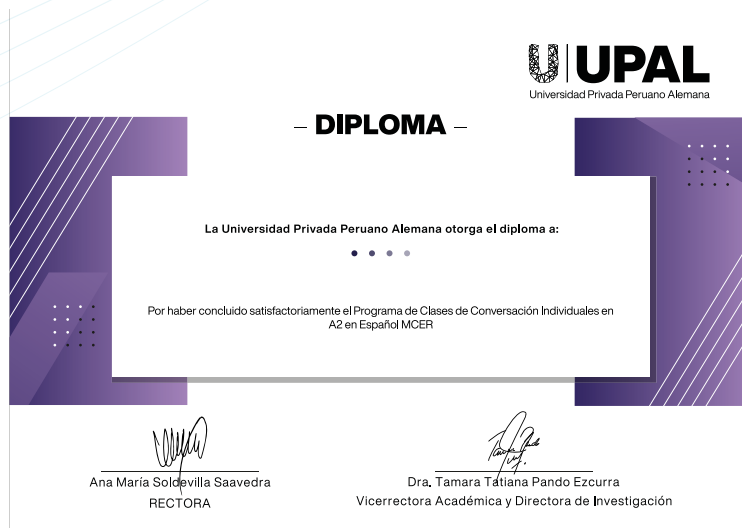 UPAL
Universidad Privada Peruano Alemana
– DIPLOMA –
La Universidad Privada Peruano Alemana otorga el diploma a:
Por haber concluido satisfactoriamente el Programa de Clases de Conversación Individuales en
A2 en Español MCER
Ana María Soldevilla Saavedra
RECTORA
Dra. Tamara Tatiana Pando Ezcurra
Vicerrectora Académica y Directora de Investigación